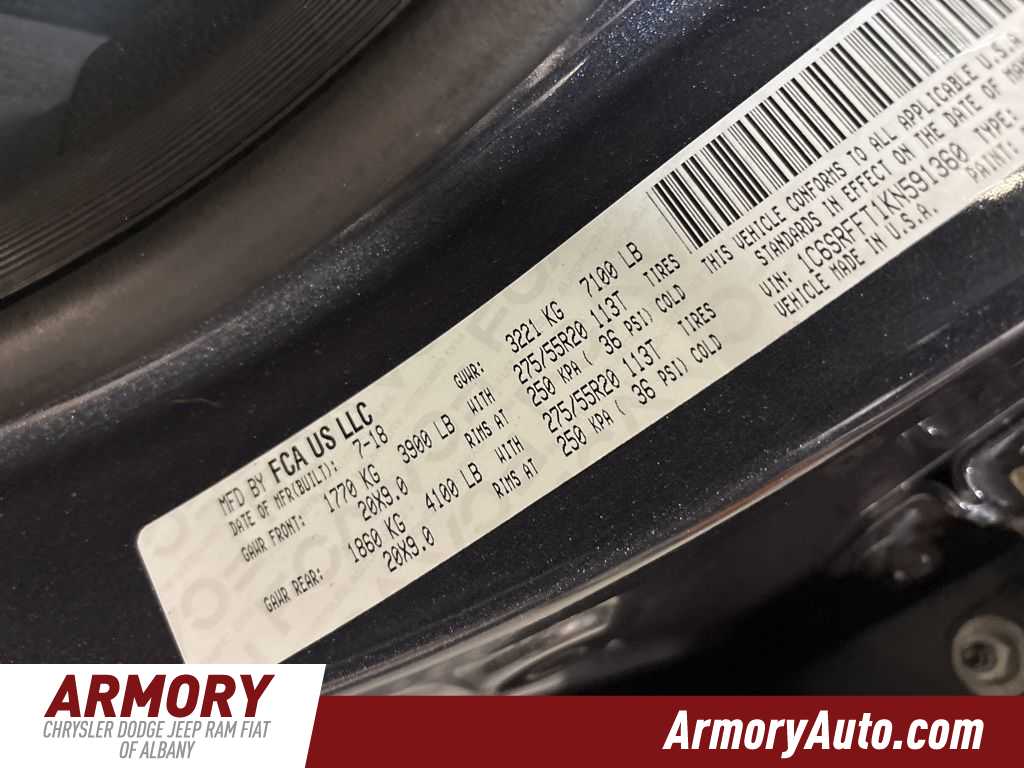 MFD BY FCA US LLC
DATE OF MFR(BUILT): 7-18
GVWR: 3221 KG 7100 LB
GAWR FRONT: 1770 KG 3900 LB WITH 275/55R20 113T TIRES
20X9.0 RIMS AT 250 KPA ( 36 PSI) COLD
GAWR REAR: 1860 KG 4100 LB WITH 275/55R20 113T TIRES
20X9.0 RIMS AT 250 KPA ( 36 PSI) COLD
THIS VEHICLE CONFORMS TO ALL APPLICABLE U.S.A
STANDARDS IN EFFECT ON THE DATE OF
VIN: 1C6SRFFT1KN591360 TYPE:
VEHICLE MADE IN U.S.A. PAINT:
ARMORY
CHRYSLER DODGE JEEP RAM FIAT
OF ALBANY
ArmoryAuto.com